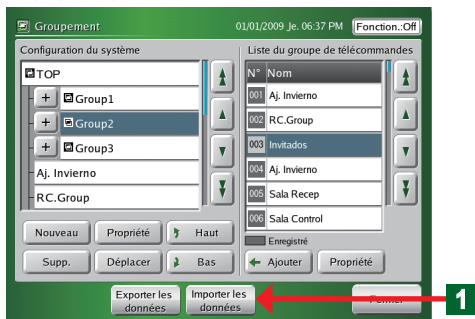 Groupement
01/01/2009 Je. 06:37 PM
Fonction.:Off
Configuration du système
TOP
+ Group1
+ Group2
+ Group3
Aj. Invierno
RC.Group
Nouveau
Propriété
Haut
Supp.
Déplacer
Bas
Liste du groupe de télécommandes
N° Nom
001 Aj. Invierno
002 RC.Group
003 Invitados
004 Aj. Invierno
005 Sala Recep
006 Sala Control
Enregistré
Ajouter
Propriété
Exporter les
données
Importer les
données
1